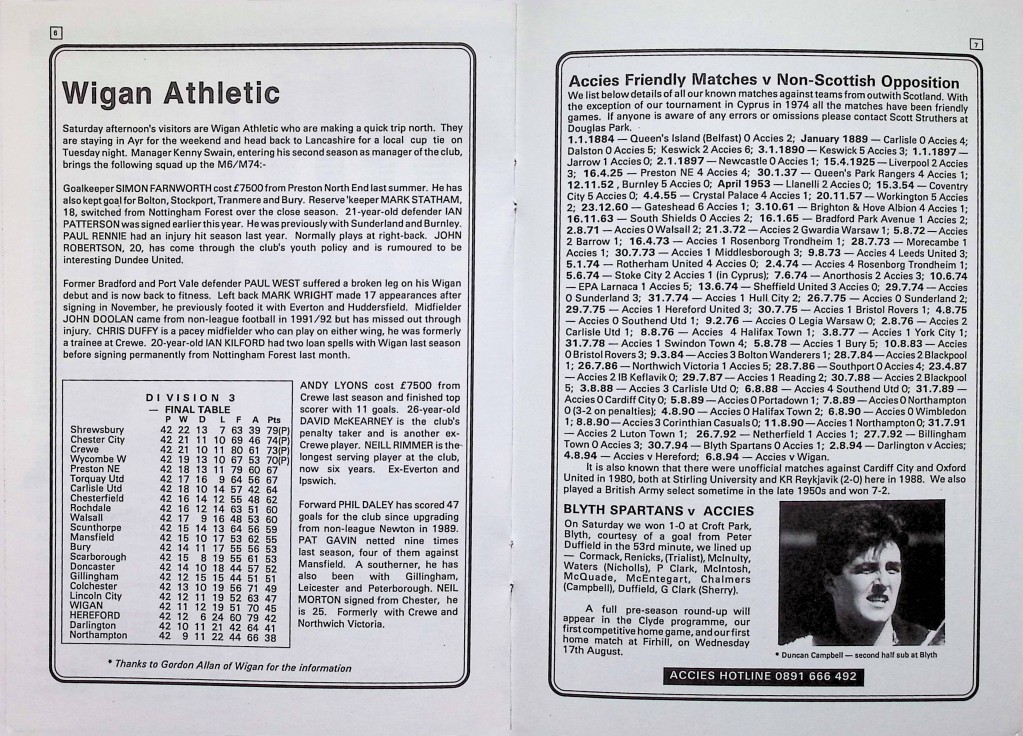 6
Wigan Athletic
Saturday afternoon's visitors are Wigan Athletic who are making a quick trip north. They
are staying in Ayr for the weekend and head back to Lancashire for a local cup tie on
Tuesday night. Manager Kenny Swain, entering his second season as manager of the club,
brings the following squad up the M6/M74:-
Goalkeeper SIMON FARNWORTH cost £7500 from Preston North End last summer. He has
also kept goal for Bolton, Stockport, Tranmere and Bury. Reserve 'keeper MARK STATHAM,
18, switched from Nottingham Forest over the close season. 21-year-old defender IAN
PATTERSON was signed earlier this year. He was previously with Sunderland and Burnley.
PAUL RENNIE had an injury hit season last year. Normally plays at right-back. JOHN
ROBERTSON, 20, has come through the club's youth policy and is rumoured to be
interesting Dundee United.
Former Bradford and Port Vale defender PAUL WEST suffered a broken leg on his Wigan
debut and is now back to fitness. Left back MARK WRIGHT made 17 appearances after
signing in November, he previously footed it with Everton and Huddersfield. Midfielder
JOHN DOOLAN came from non-league football in 1991/92 but has missed out through
injury. CHRIS DUFFY is a pacey midfielder who can play on either wing, he was formerly
a trainee at Crewe. 20-year-old IAN KILFORD had two loan spells with Wigan last season
before signing permanently from Nottingham Forest last month.
DIVISION 3
— FINAL TABLE
P W D L F A Pts
Shrewsbury 42 22 13 7 63 39 79(P)
Chester City 42 21 11 10 69 46 74(P)
Crewe 42 21 10 11 80 61 73(P)
Wycombe W 42 19 13 10 67 53 70(P)
Preston NE 42 18 13 11 79 60 67
Torquay Utd 42 17 16 9 64 56 67
Carlisle Utd 42 18 10 14 57 42 64
Chesterfield 42 16 14 12 55 48 62
Rochdale 42 16 12 14 63 51 60
Walsall 42 17 9 16 48 53 60
Scunthorpe 42 15 14 13 64 56 59
Mansfield 42 15 10 17 53 62 55
Bury 42 14 11 17 55 56 53
Scarborough 42 15 8 19 55 61 53
Doncaster 42 14 10 18 44 57 52
Gillingham 42 12 15 15 44 51 51
Colchester 42 13 10 19 56 71 49
Lincoln City 42 12 11 19 52 63 47
WIGAN 42 11 12 19 51 70 45
HEREFORD 42 12 6 24 60 79 42
Darlington 42 10 11 21 42 64 41
Northampton 42 9 11 22 44 66 38
ANDY LYONS cost £7500 from
Crewe last season and finished top
scorer with 11 goals. 26-year-old
DAVID McKEARNEY is the club's
penalty taker and is another ex-
Crewe player. NEILL RIMMER is the
longest serving player at the club,
now six years. Ex-Everton and
Ipswich.
Forward PHIL DALEY has scored 47
goals for the club since upgrading
from non-league Newton in 1989.
PAT GAVIN netted nine times
last season, four of them against
Mansfield. A southerner, he has
also been with Gillingham,
Leicester and Peterborough. NEIL
MORTON signed from Chester, he
is 25. Formerly with Crewe and
Northwich Victoria.
* Thanks to Gordon Allan of Wigan for the information
7
Accies Friendly Matches v Non-Scottish Opposition
We list below details of all our known matches against teams from outwith Scotland. With
the exception of our tournament in Cyprus in 1974 all the matches have been friendly
games. If anyone is aware of any errors or omissions please contact Scott Struthers at
Douglas Park.
1.1.1884 — Queen's Island (Belfast) 0 Accies 2; January 1889 — Carlisle 0 Accies 4;
Dalston 0 Accies 5; Keswick 2 Accies 6; 3.1.1890 — Keswick 5 Accies 3; 1.1.1897 —
Jarrow 1 Accies 0; 2.1.1897 — Newcastle 0 Accies 1; 15.4.1925 — Liverpool 2 Accies
3; 16.4.25 — Preston NE 4 Accies 4; 30.1.37 — Queen's Park Rangers 4 Accies 1;
12.11.52, Burnley 5 Accies 0; April 1953 — Llanelli 2 Accies 0; 15.3.54 — Coventry
City 5 Accies 0; 4.4.55 — Crystal Palace 4 Accies 1; 20.11.57 — Workington 5 Accies
2; 23.12.60 — Gateshead 6 Accies 1; 3.10.61 — Brighton & Hove Albion 4 Accies 1;
16.11.63 — South Shields 0 Accies 2; 16.1.65 — Bradford Park Avenue 1 Accies 2;
2.8.71 — Accies 0 Walsall 2; 21.3.72 — Accies 2 Gwardia Warsaw 1; 5.8.72 — Accies
2 Barrow 1; 16.4.73 — Accies 1 Rosenborg Trondheim 1; 28.7.73 — Morecambe 1
Accies 1; 30.7.73 — Accies 1 Middlesborough 3; 9.8.73 — Accies 4 Leeds United 3;
5.1.74 — Rotherham United 4 Accies 0; 2.4.74 — Accies 4 Rosenborg Trondheim 1;
5.6.74 — Stoke City 2 Accies 1 (in Cyprus); 7.6.74 — Anorthosis 2 Accies 3; 10.6.74
— EPA Larnaca 1 Accies 5; 13.6.74 — Sheffield United 3 Accies 0; 29.7.74 — Accies
0 Sunderland 3; 31.7.74 — Accies 1 Hull City 2; 26.7.75 — Accies 0 Sunderland 2;
29.7.75 — Accies 1 Hereford United 3; 30.7.75 — Accies 1 Bristol Rovers 1; 4.8.75
— Accies 0 Southend Utd 1; 9.2.76 — Accies 0 Legia Warsaw 0; 2.8.76 — Accies 2
Carlisle Utd 1; 8.8.76 — Accies 4 Halifax Town 1; 3.8.77 — Accies 1 York City 1;
31.7.78 — Accies 1 Swindon Town 4; 5.8.78 — Accies 1 Bury 5; 10.8.83 — Accies
0 Bristol Rovers 3; 9.3.84 — Accies 3 Bolton Wanderers 1; 28.7.84 — Accies 2 Blackpool
1; 26.7.86 — Northwich Victoria 1 Accies 5; 28.7.86 — Southport 0 Accies 4; 23.4.87
— Accies 2 IB Keflavik 0; 29.7.87 — Accies 1 Reading 2; 30.7.88 — Accies 2 Blackpool
5; 3.8.88 — Accies 3 Carlisle Utd 0; 6.8.88 — Accies 4 Southend Utd 0; 31.7.89 —
Accies 0 Cardiff City 0; 5.8.89 — Accies 0 Portadown 1; 7.8.89 — Accies 0 Northampton
0 (3-2 on penalties); 4.8.90 — Accies 0 Halifax Town 2; 6.8.90 — Accies 0 Wimbledon
1; 8.8.90 — Accies 3 Corinthian Casuals 0; 11.8.90 — Accies 1 Northampton 0; 31.7.91
— Accies 2 Luton Town 1; 26.7.92 — Netherfield 1 Accies 1; 27.7.92 — Billingham
Town 0 Accies 3; 30.7.94 — Blyth Spartans 0 Accies 1; 2.8.94 — Darlington v Accies;
4.8.94 — Accies v Hereford; 6.8.94 — Accies v Wigan.
It is also known that there were unofficial matches against Cardiff City and Oxford
United in 1980, both at Stirling University and KR Reykjavik (2-0) here in 1988. We also
played a British Army select sometime in the late 1950s and won 7-2.
BLYTH SPARTANS v ACCIES
On Saturday we won 1-0 at Croft Park,
Blyth, courtesy of a goal from Peter
Duffield in the 53rd minute, we lined up
— Cormack, Renicks, (Trialist), McInulty,
Waters (Nicholls), P Clark, McIntosh,
McQuade, McEntegart, Chalmers
(Campbell), Duffield, G Clark (Sherry).
A full pre-season round-up will
appear in the Clyde programme, our
first competitive home game, and our first
home match at Firhill, on Wednesday
17th August.
* Duncan Campbell — second half sub at Blyth
ACCIES HOTLINE 0891 666 492